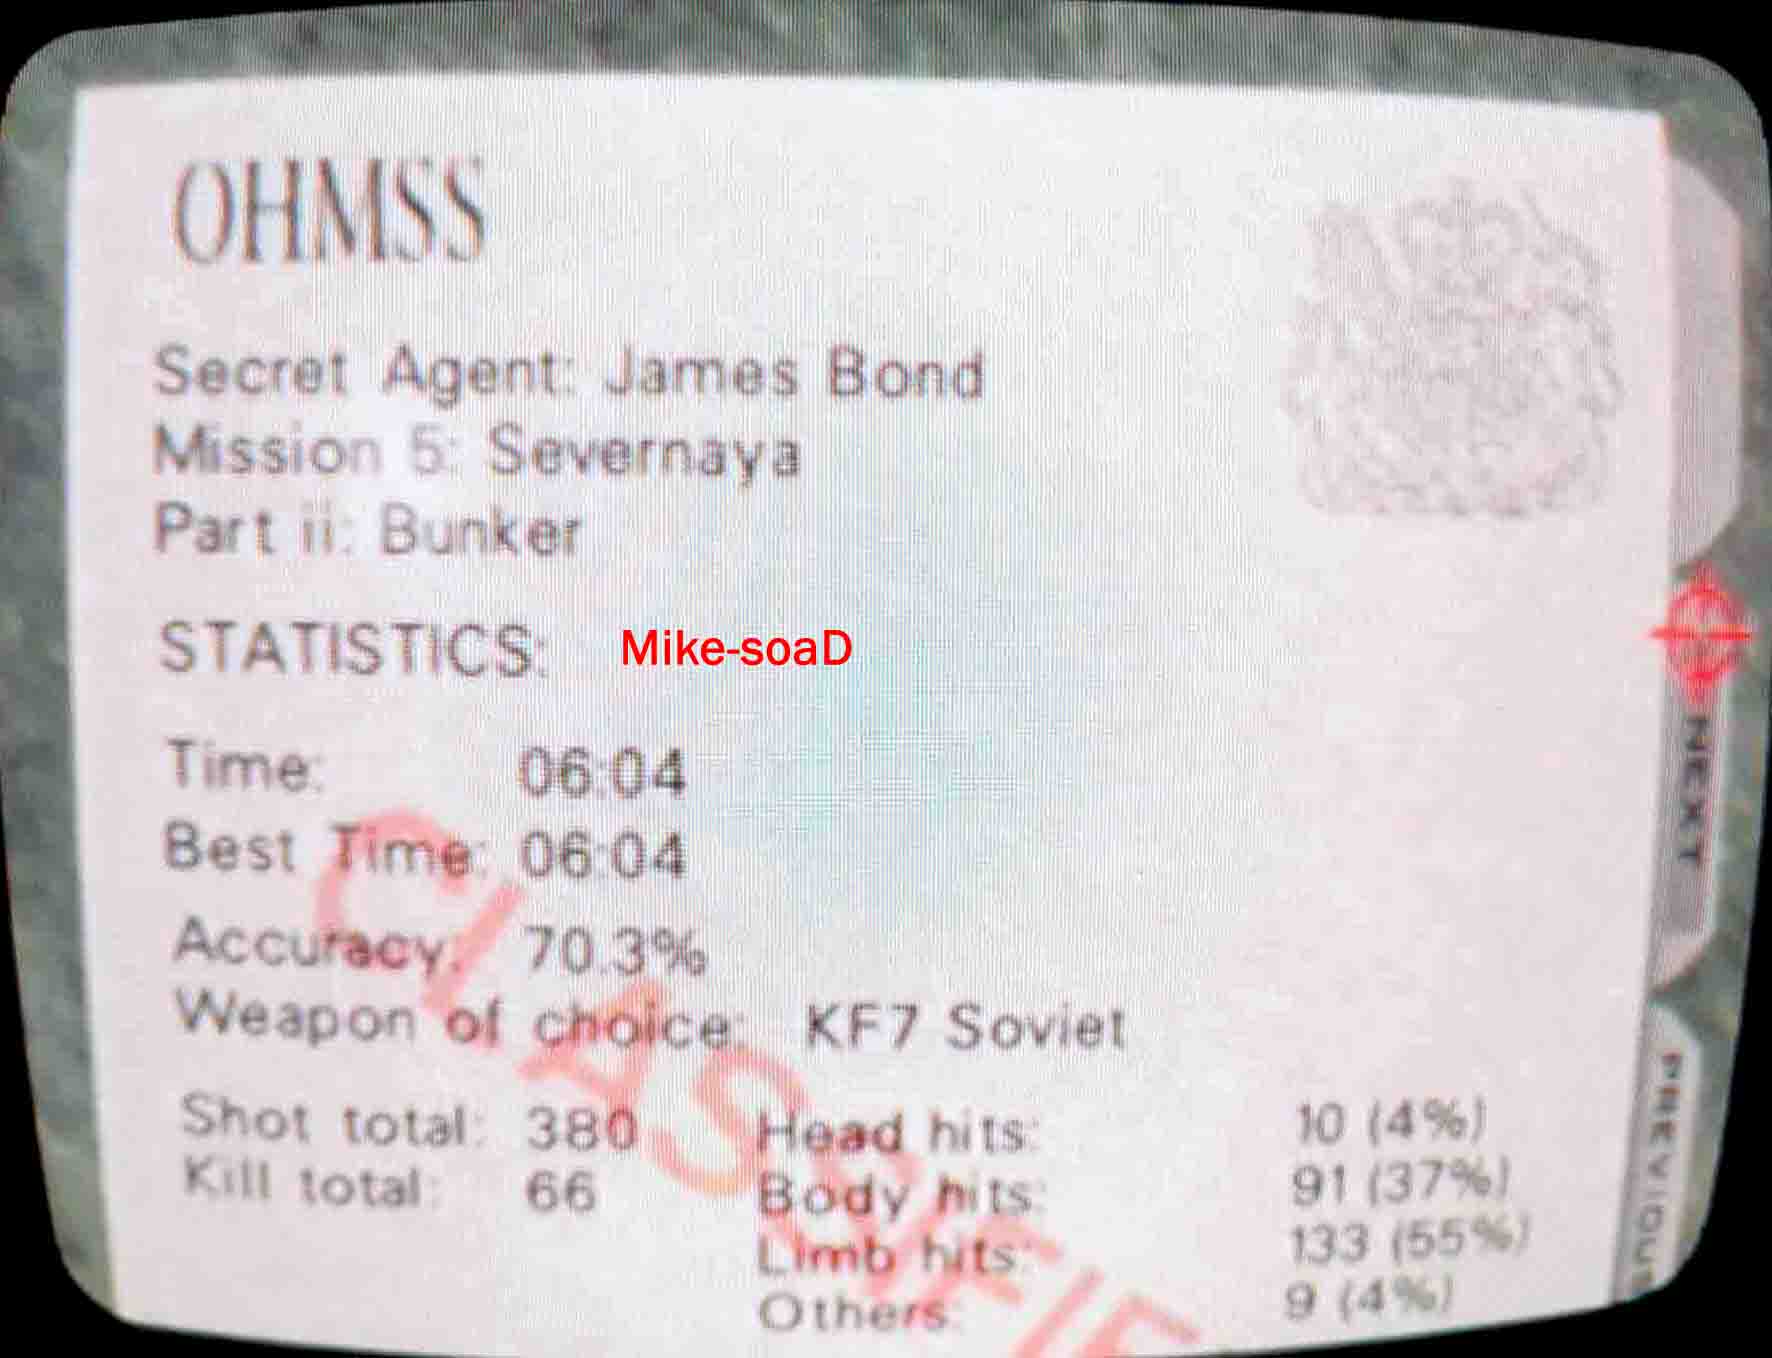 OHMSS
Secret Agent: James Bond
Mission 5: Severnaya
Part ii: Bunker
STATISTICS:
Mike-soaD
Time: 06:04
Best Time: 06:04
Accuracy: 70.3%
Weapon of choice: KF7 Soviet
Shot total: 380
Kill total: 66
Head hits: 10 (4%)
Body hits: 91 (37%)
Limb hits: 133 (55%)
Others: 9 (4%)
CLASSIFIE
NEXT
PREVIOUS